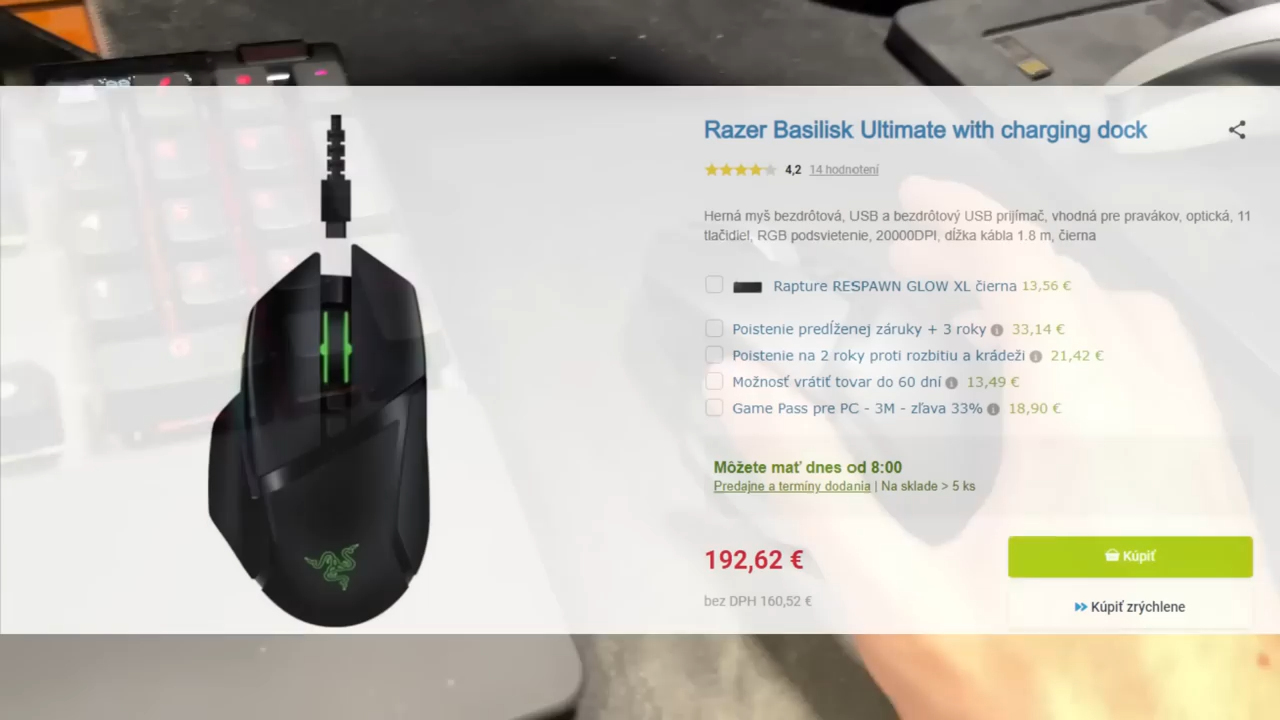 Razer Basilisk Ultimate with charging dock
4,2 14 hodnotení
Herná myš bezdrôtová, USB a bezdrôtový USB prijímač, vhodná pre pravákov, optická, 11
tlačidiel, RGB podsvietenie, 20000DPI, dĺžka kábla 1.8 m, čierna
Rapture RESPAWN GLOW XL čierna 13,56 €
Poistenie predĺženej záruky + 3 roky 33,14 €
Poistenie na 2 roky proti rozbitiu a krádeži 21,42 €
Možnosť vrátiť tovar do 60 dní 13,49 €
Game Pass pre PC - 3M - zľava 33% 18,90 €
Môžete mať dnes od 8:00
Predajne a termíny dodania | Na sklade > 5 ks
192,62 €
Kúpiť
bez DPH 160,52 €
Kúpiť zrýchlene